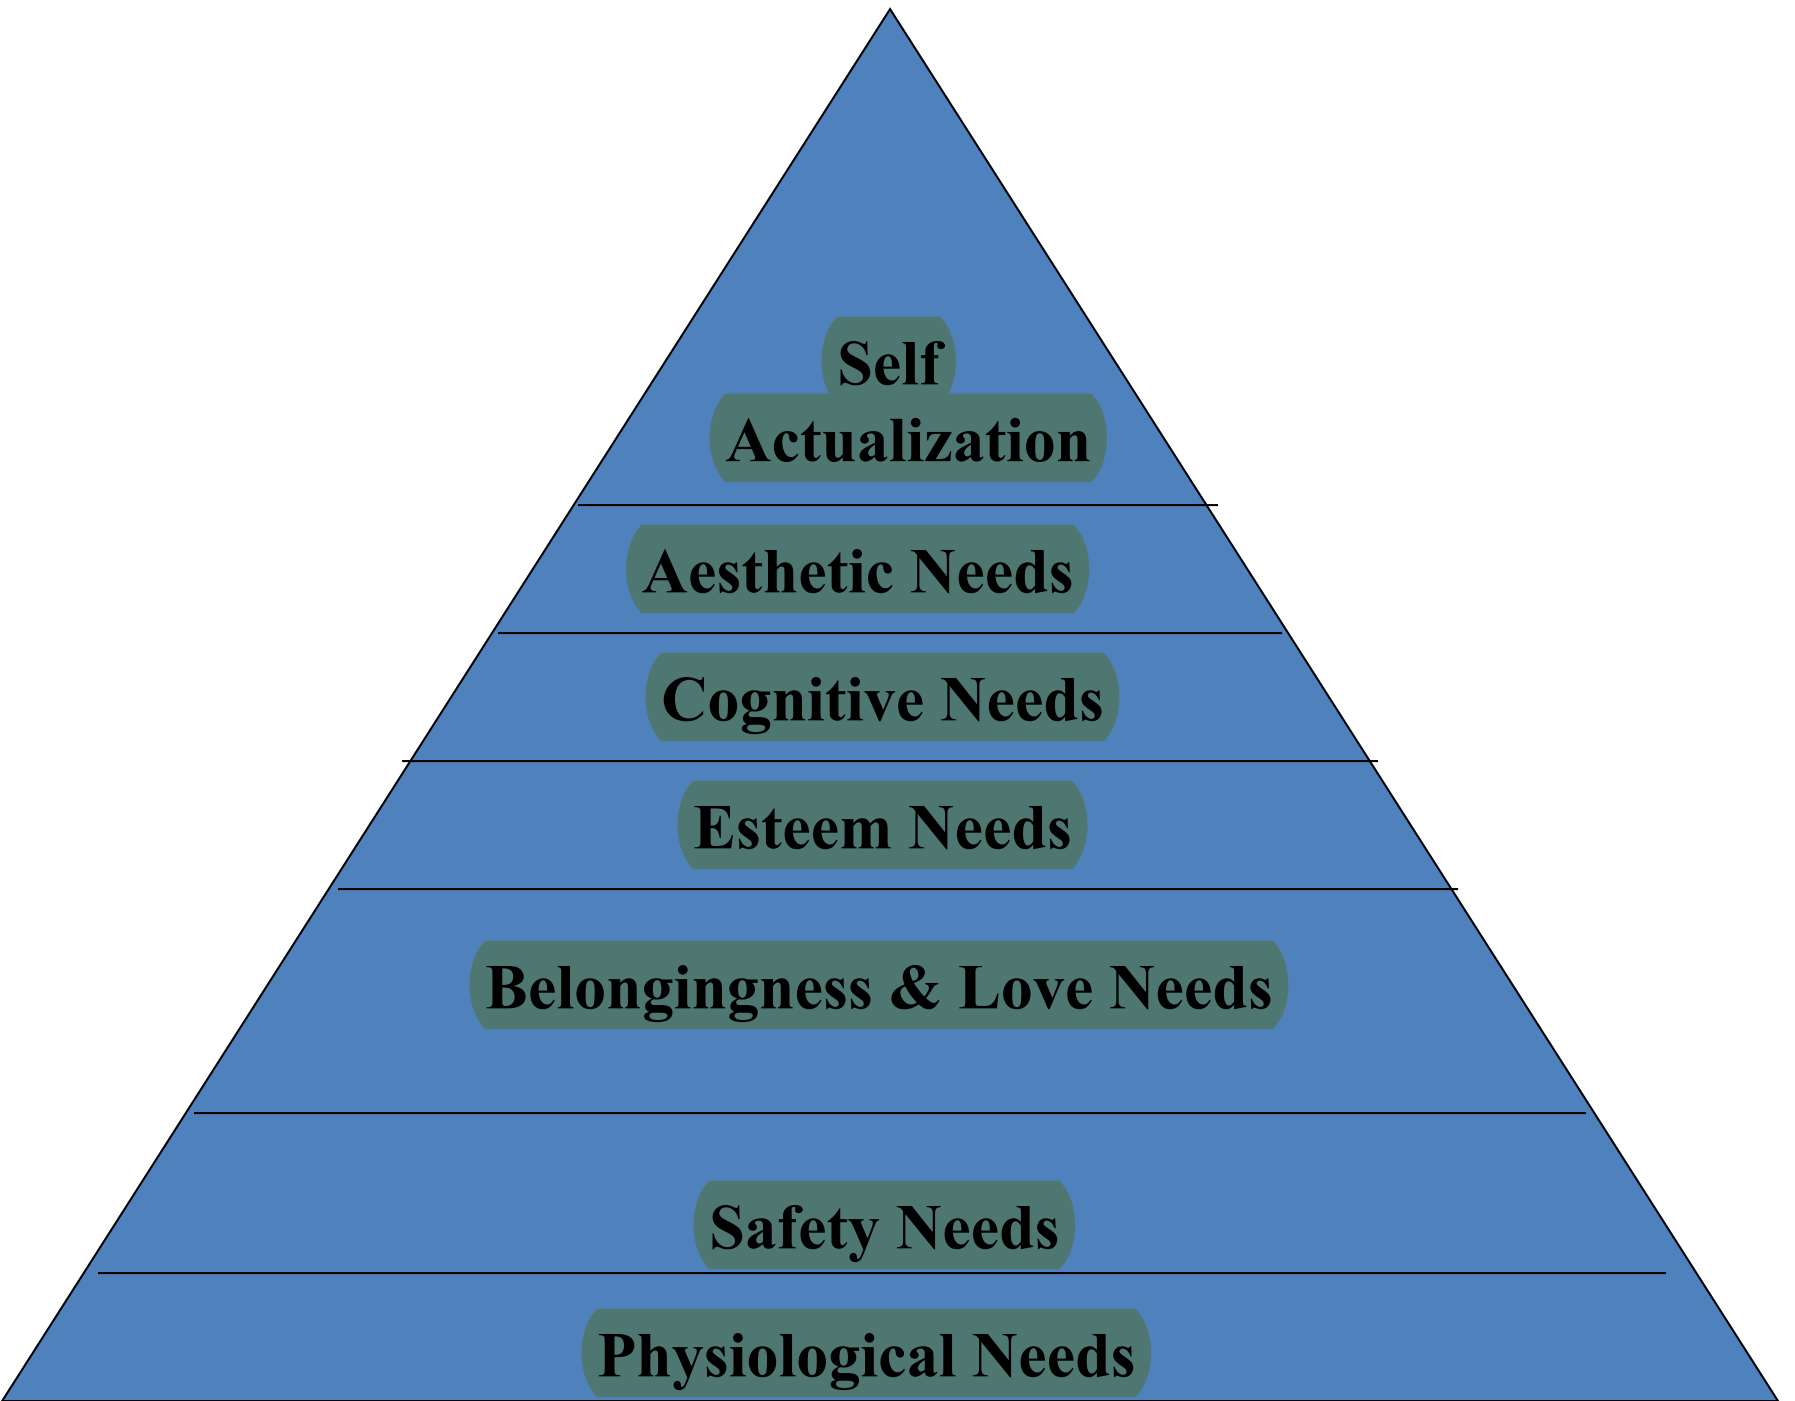 Self
Actualization
Aesthetic Needs
Cognitive Needs
Esteem Needs
Belongingness & Love Needs
Safety Needs
Physiological Needs